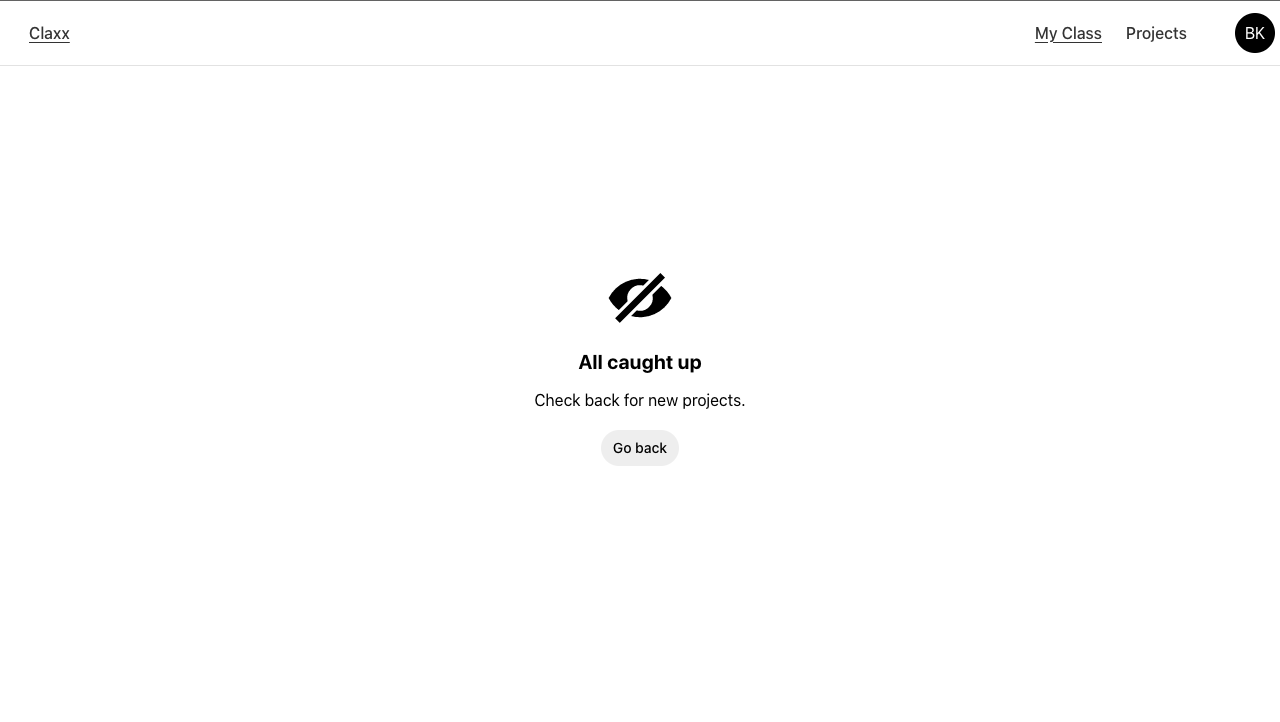 Claxx
My Class
Projects
BK
All caught up
Check back for new projects.
Go back